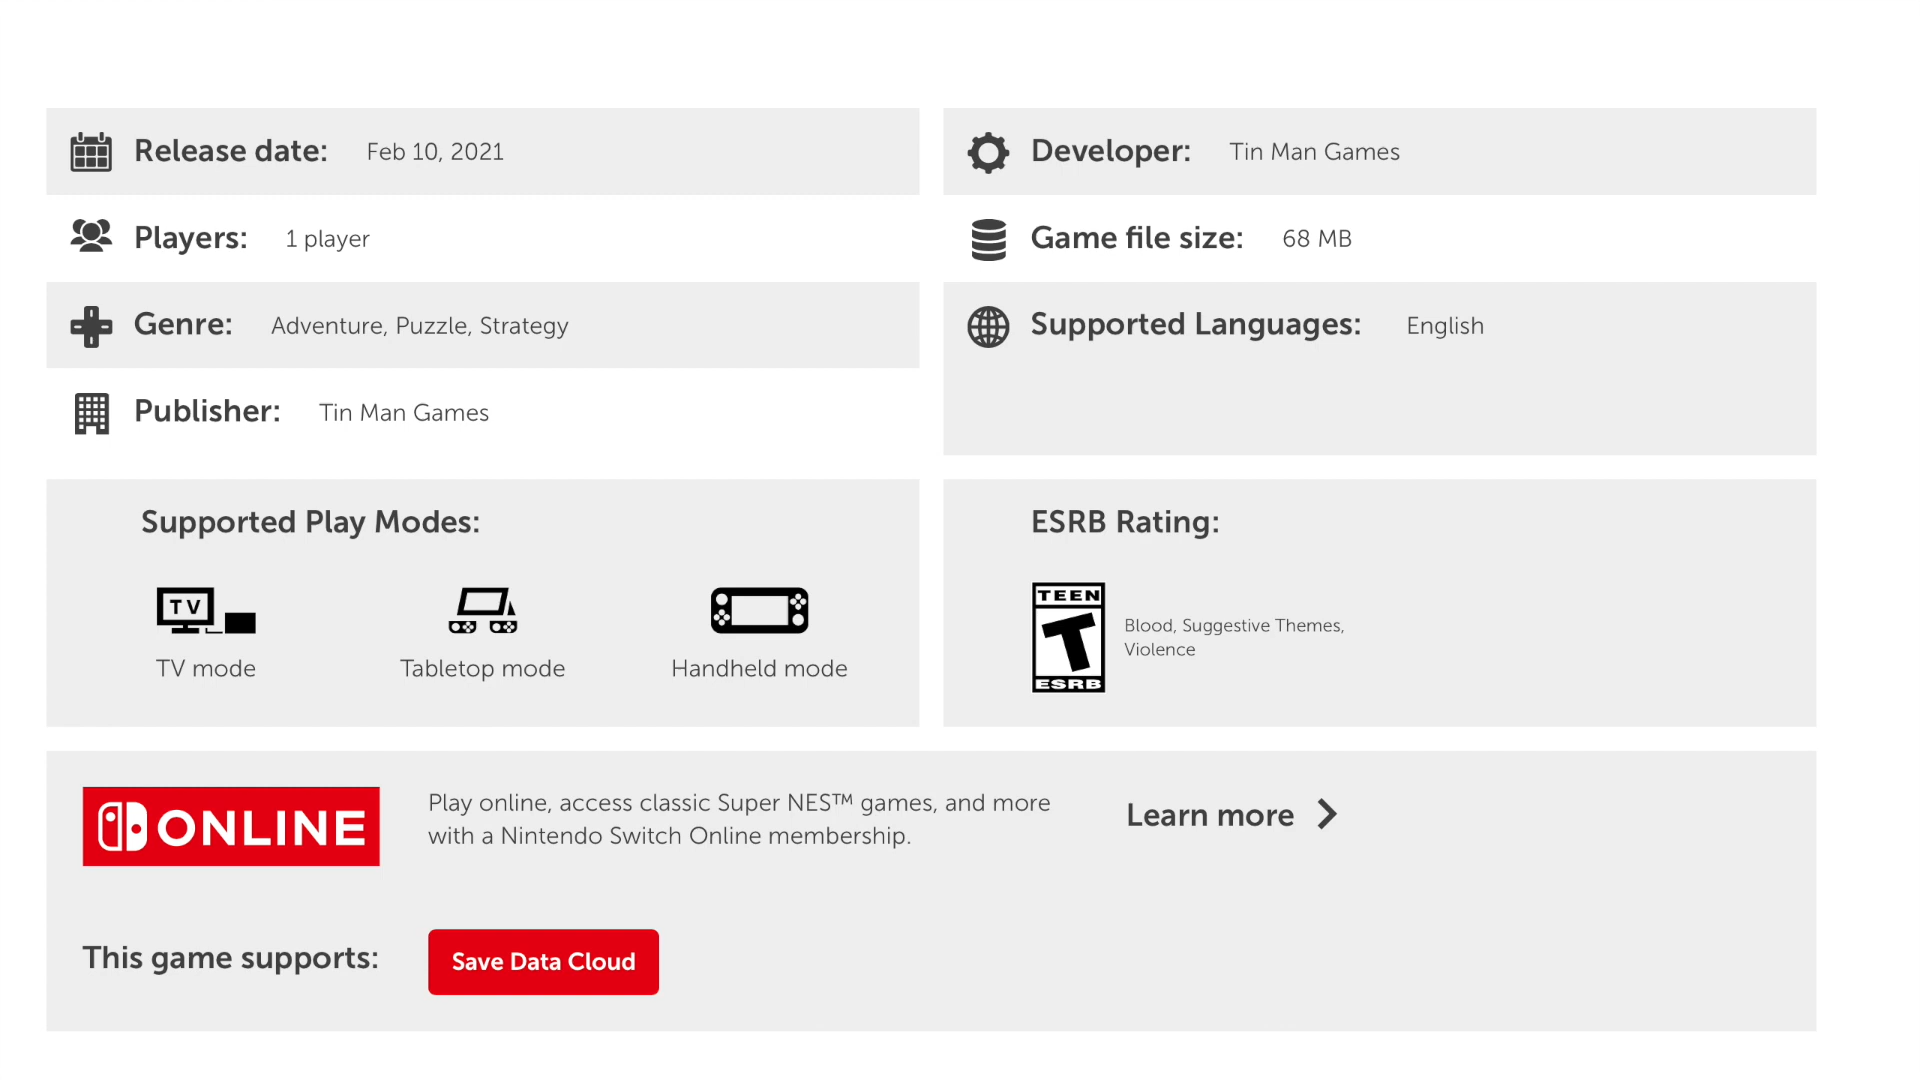 Release date: Feb 10, 2021
Players: 1 player
Genre: Adventure, Puzzle, Strategy
Publisher: Tin Man Games
Developer: Tin Man Games
Game file size: 68 MB
Supported Languages: English
Supported Play Modes:
TV
TV mode
Tabletop mode
Handheld mode
ESRB Rating:
TEEN
T
ESRB
Blood, Suggestive Themes,
Violence
ONLINE
Play online, access classic Super NES™ games, and more
with a Nintendo Switch Online membership.
Learn more
This game supports:
Save Data Cloud